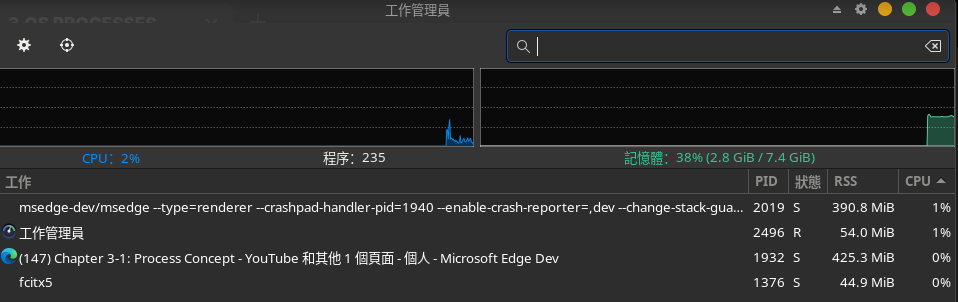 3 OS PROCESSES
工作管理員
CPU：2%
程序：235
記憶體：38% (2.8 GiB / 7.4 GiB)
工作 PID 狀態 RSS CPU
msedge-dev/msedge --type=renderer --crashpad-handler-pid=1940 --enable-crash-reporter=,dev --change-stack-gua... 2019 S 390.8 MiB 1%
工作管理員 2496 R 54.0 MiB 1%
(147) Chapter 3-1: Process Concept - YouTube 和其他 1 個頁面 - 個人 - Microsoft Edge Dev 1932 S 425.3 MiB 0%
fcitx5 1376 S 44.9 MiB 0%